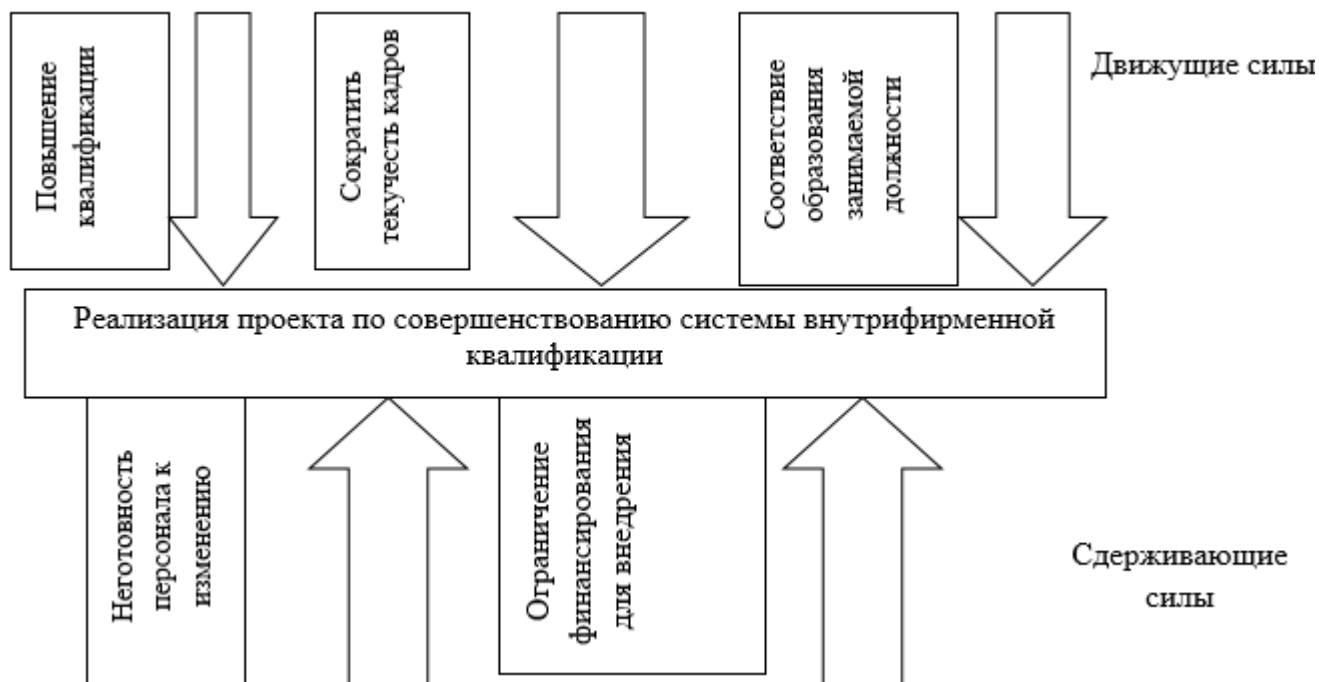 Повышение
квалификации
Сократить
текучесть кадров
Соответствие
образования
занимаемой
должности
Движущие силы
Реализация проекта по совершенствованию системы внутрифирменной
квалификации
Неготовность
персонала к
изменению
Ограничение
финансирования
для внедрения
Сдерживающие
силы